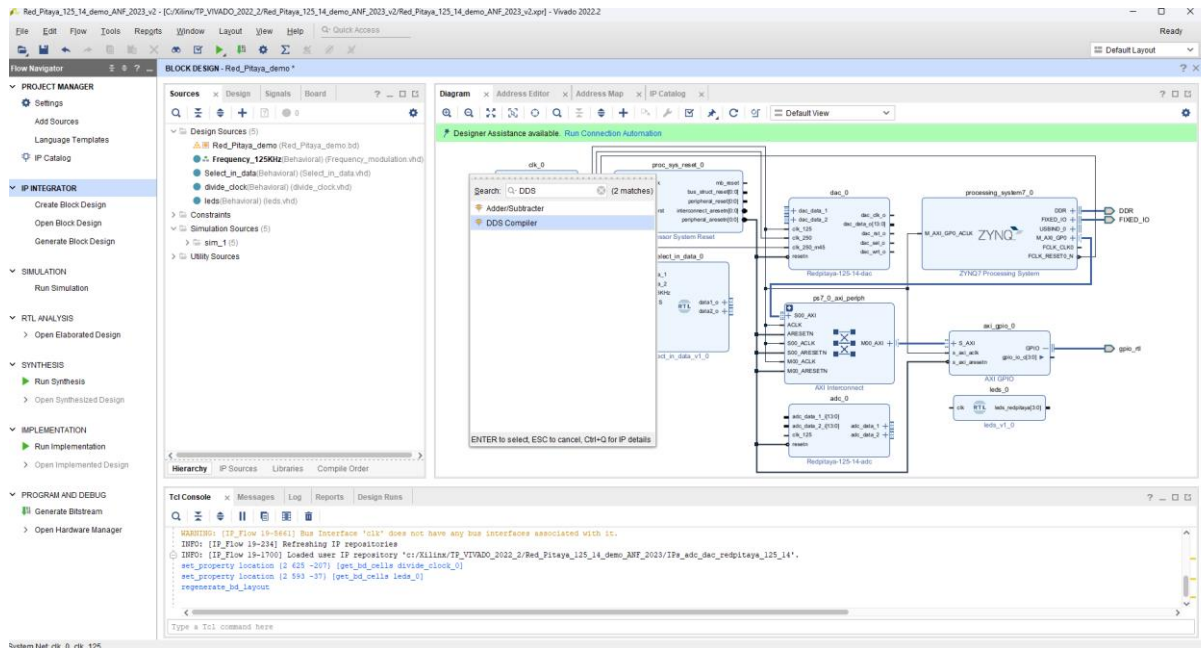 Red_Pitaya_125_14_demo_ANF_2023_v2 - [C:/Xilinx/TP_VIVADO_2022_2/Red_Pitaya_125_14_demo_ANF_2023_v2/Red_Pitaya_125_14_demo_ANF_2023_v2.xpr] - Vivado 2022.2
File Edit Flow Tools Reports Window Layout View Help Quick Access
Ready
Default Layout
Flow Navigator
PROJECT MANAGER
Settings
Add Sources
Language Templates
IP Catalog
IP INTEGRATOR
Create Block Design
Open Block Design
Generate Block Design
SIMULATION
Run Simulation
RTL ANALYSIS
Open Elaborated Design
SYNTHESIS
Run Synthesis
Open Synthesized Design
IMPLEMENTATION
Run Implementation
Open Implemented Design
PROGRAM AND DEBUG
Generate Bitstream
Open Hardware Manager
BLOCK DESIGN - Red_Pitaya_demo *
Sources Design Signals Board
Design Sources (5)
Red_Pitaya_demo (Red_Pitaya_demo.bd)
Frequency_125KHz(Behavioral) (Frequency_modulation.vhd)
Select_in_data(Behavioral) (Select_in_data.vhd)
divide_clock(Behavioral) (divide_clock.vhd)
leds(Behavioral) (leds.vhd)
Constraints
Simulation Sources (5)
sim_1 (5)
Utility Sources
Hierarchy IP Sources Libraries Compile Order
Diagram Address Editor Address Map IP Catalog
Default View
Designer Assistance available. Run Connection Automation
clk_0
Search: DDS (2 matches)
Adder/Subtracter
DDS Compiler
ENTER to select, ESC to cancel, Ctrl+Q for IP details
proc_sys_reset_0
mb_reset
bus_struct_reset[0:0]
peripheral_reset[0:0]
interconnect_aresetn[0:0]
peripheral_aresetn[0:0]
ssor System Reset
elect_in_data_0
RTL
data1_o
data2_o
ect_in_data_v1_0
dac_0
dac_data_1
dac_data_2
clk_125
clk_250
clk_250_m45
resetn
dac_clk_o
dac_data_o[13:0]
dac_rst_o
dac_sel_o
dac_wrt_o
Redpitaya-125-14-dac
processing_system7_0
M_AXI_GP0_ACLK
ZYNQ
DDR
FIXED_IO
USBIND_0
M_AXI_GP0
FCLK_CLK0
FCLK_RESET0_N
ZYNQ7 Processing System
DDR
FIXED_IO
ps7_0_axi_periph
S00_AXI
ACLK
ARESETN
S00_ACLK
S00_ARESETN
M00_ACLK
M00_ARESETN
M00_AXI
AXI Interconnect
axi_gpio_0
S_AXI
s_axi_aclk
s_axi_aresetn
GPIO
gpio_io_o[3:0]
AXI GPIO
gpio_rtl
adc_0
adc_data_1_i[13:0]
adc_data_2_i[13:0]
clk_125
resetn
adc_data_1
adc_data_2
Redpitaya-125-14-adc
leds_0
clk
RTL
leds_redpitaya[3:0]
leds_v1_0
Tcl Console Messages Log Reports Design Runs
WARNING: [IP_Flow 19-5661] Bus Interface 'clk' does not have any bus interfaces associated with it.
INFO: [IP_Flow 19-234] Refreshing IP repositories
INFO: [IP_Flow 19-1700] Loaded user IP repository 'c:/Xilinx/TP_VIVADO_2022_2/Red_Pitaya_125_14_demo_ANF_2023/IPs_adc_dac_redpitaya_125_14'.
set_property location {2 625 -207} [get_bd_cells divide_clock_0]
set_property location {2 593 -37} [get_bd_cells leds_0]
regenerate_bd_layout
Type a Tcl command here
System Net: clk_0_clk_125